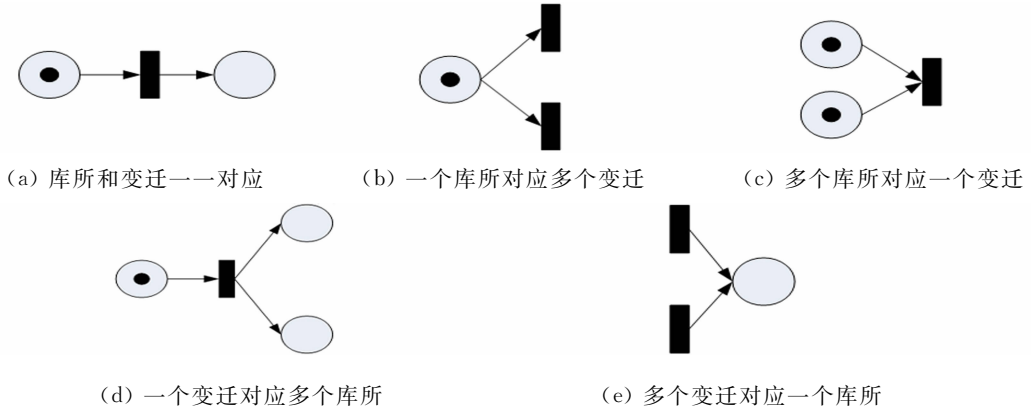 (a) 库所和变迁一一对应
(b) 一个库所对应多个变迁
(c) 多个库所对应一个变迁
(d) 一个变迁对应多个库所
(e) 多个变迁对应一个库所